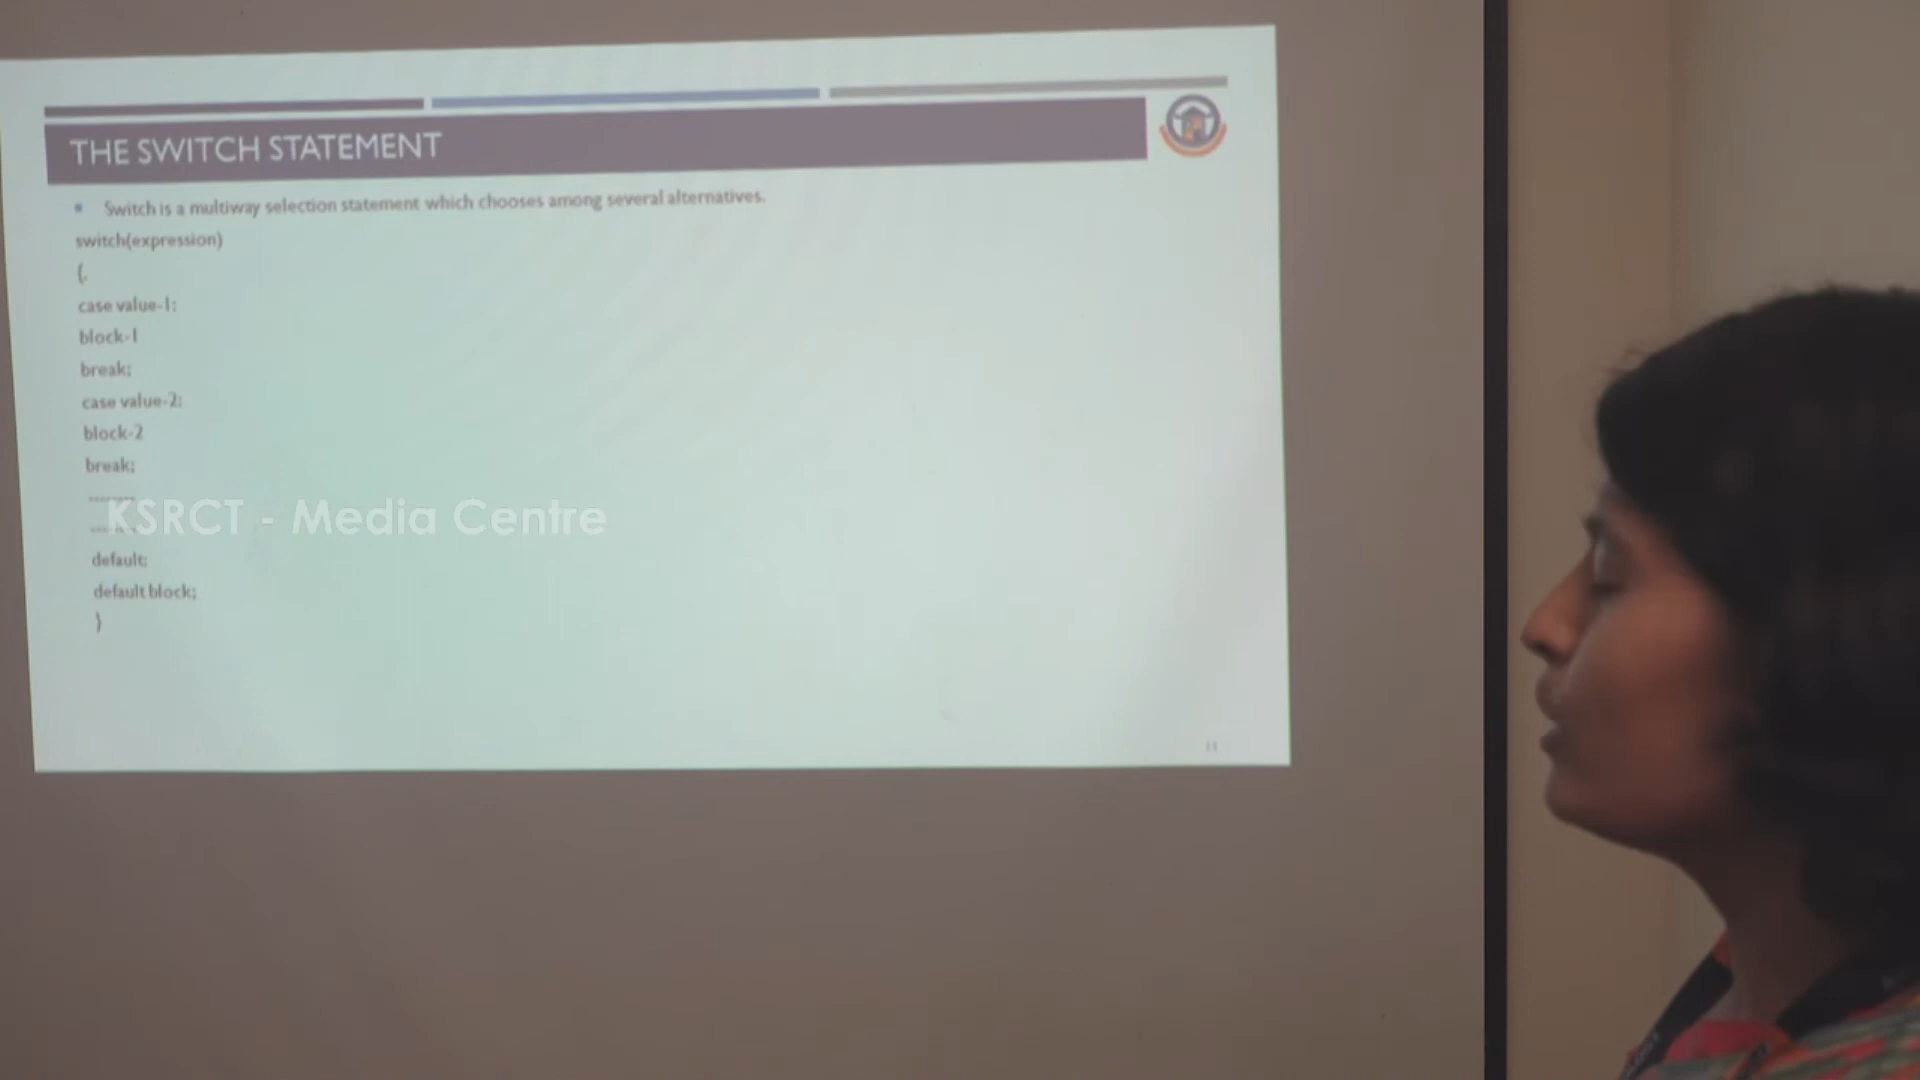 THE SWITCH STATEMENT
Switch is a multiway selection statement which chooses among several alternatives.
switch(expression)
{
case value-1:
block-1
break;
case value-2:
block-2
break;
--------
KSRCT - Media Centre
default:
default block;
}
11